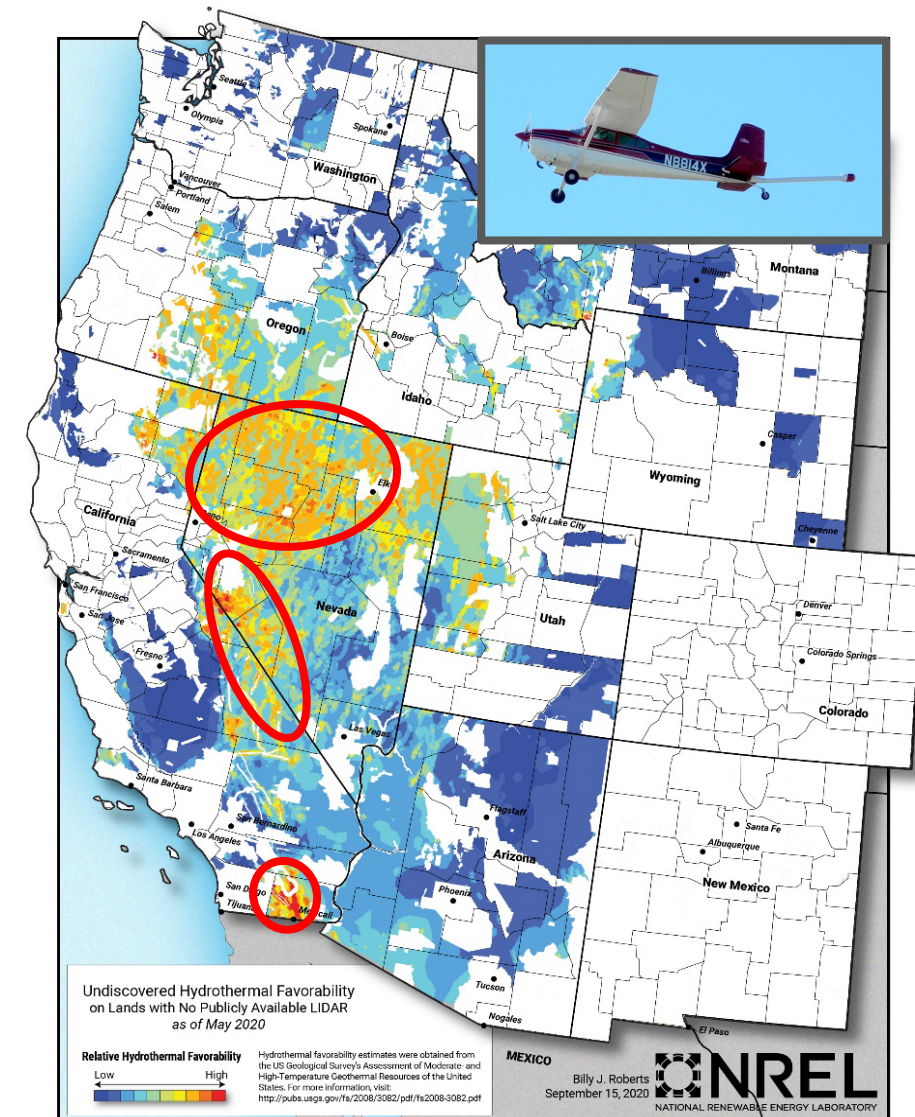 N8814X
Seattle
Olympia
Spokane
Washington
Vancouver
Portland
Salem
Montana
Billings
Oregon
Boise
Idaho
Casper
Wyoming
Cheyenne
Elk
Salt Lake City
California
Sacramento
San Francisco
San Jose
Nevada
Utah
Denver
Colorado Springs
Colorado
Fresno
Las Vegas
Santa Barbara
San Bernardino
Los Angeles
Flagstaff
Santa Fe
Albuquerque
Arizona
New Mexico
Phoenix
San Diego
Tijuan
Mexicali
Tucson
Nogales
El Paso
MEXICO
Undiscovered Hydrothermal Favorability
on Lands with No Publicly Available LIDAR
as of May 2020
Relative Hydrothermal Favorability
Low High
Hydrothermal favorability estimates were obtained from
the US Geological Survey's Assessment of Moderate- and
High-Temperature Geothermal Resources of the United
States. For more information, visit:
http://pubs.usgs.gov/fs/2008/3082/pdf/fs2008-3082.pdf
Billy J. Roberts
September 15, 2020
NREL
NATIONAL RENEWABLE ENERGY LABORATORY